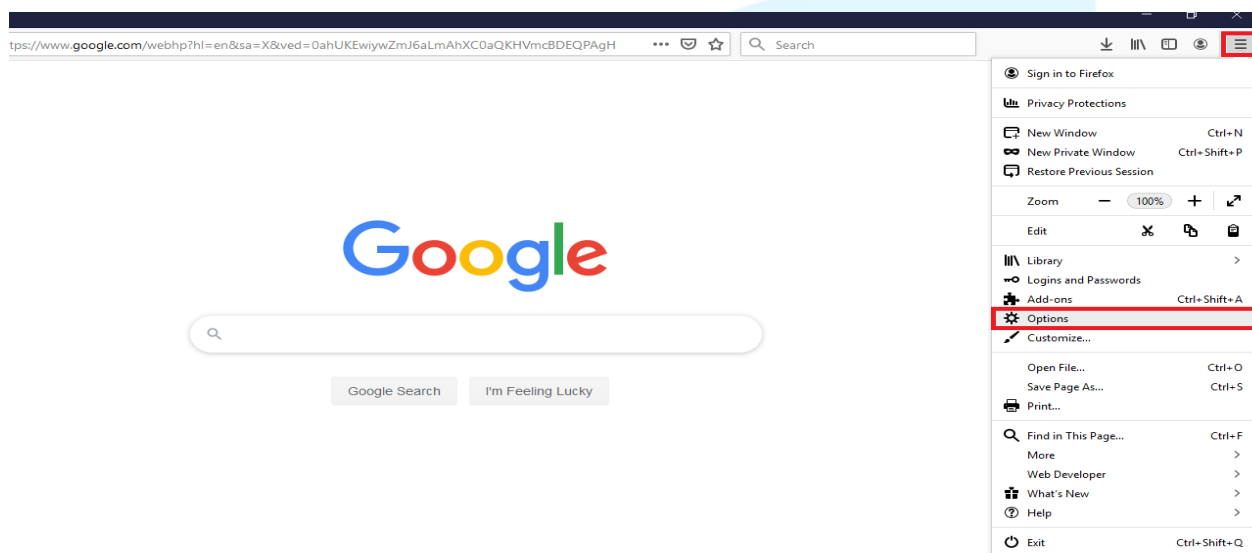 tps://www.google.com/webhp?hl=en&sa=X&ved=0ahUKEwiywZmJ6aLmAhXC0aQKHVmcBDEQPAgH Search
Sign in to Firefox
Privacy Protections
New Window Ctrl+N
New Private Window Ctrl+Shift+P
Restore Previous Session
Zoom 100%
Edit
Library
Logins and Passwords
Add-ons Ctrl+Shift+A
Options
Customize...
Open File... Ctrl+O
Save Page As... Ctrl+S
Print...
Find in This Page... Ctrl+F
More
Web Developer
What's New
Help
Exit Ctrl+Shift+Q
Google
Google Search I'm Feeling Lucky